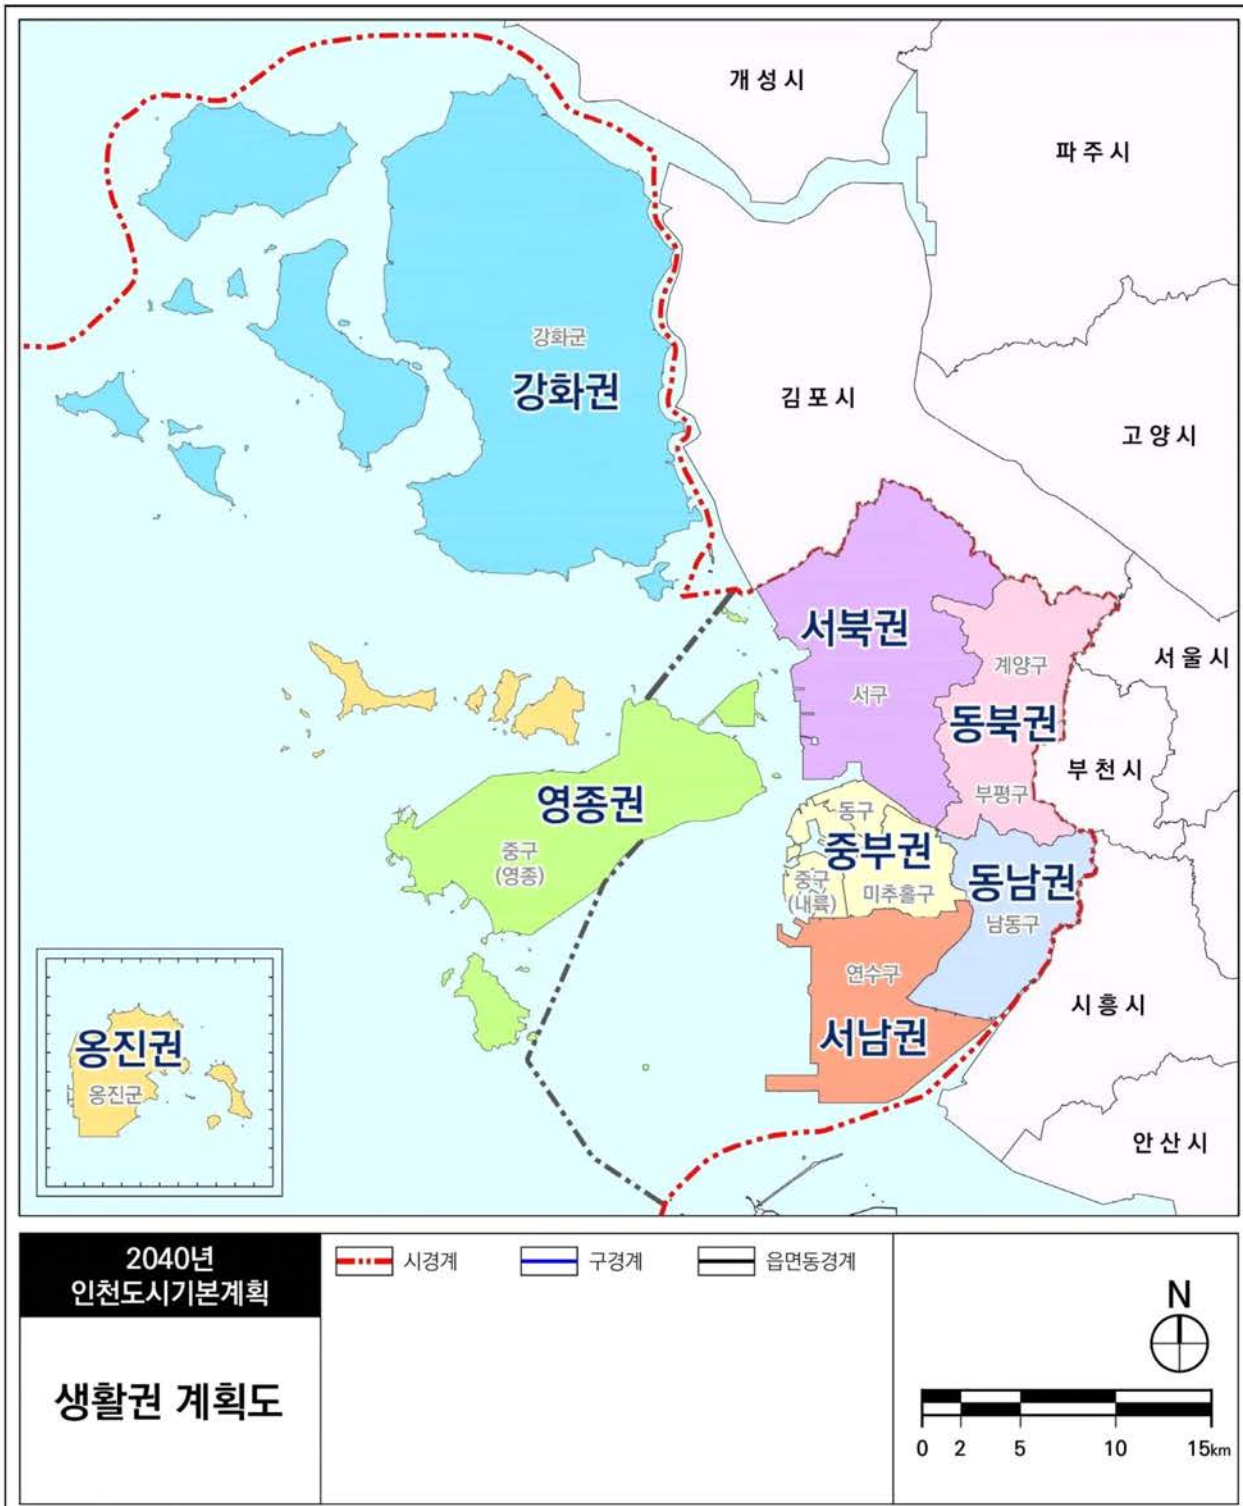 개성시
파주시
강화군
강화권
김포시
고양시
서북권
서구
계양구
동북권
부평구
서울시
부천시
영종권
중구
(영종)
동구
중부권
중구
(내륙)
미추홀구
동남권
남동구
연수구
서남권
시흥시
안산시
옹진권
옹진군
2040년
인천도시기본계획
생활권 계획도
시경계
구경계
읍면동경계
N
0 2 5 10 15km